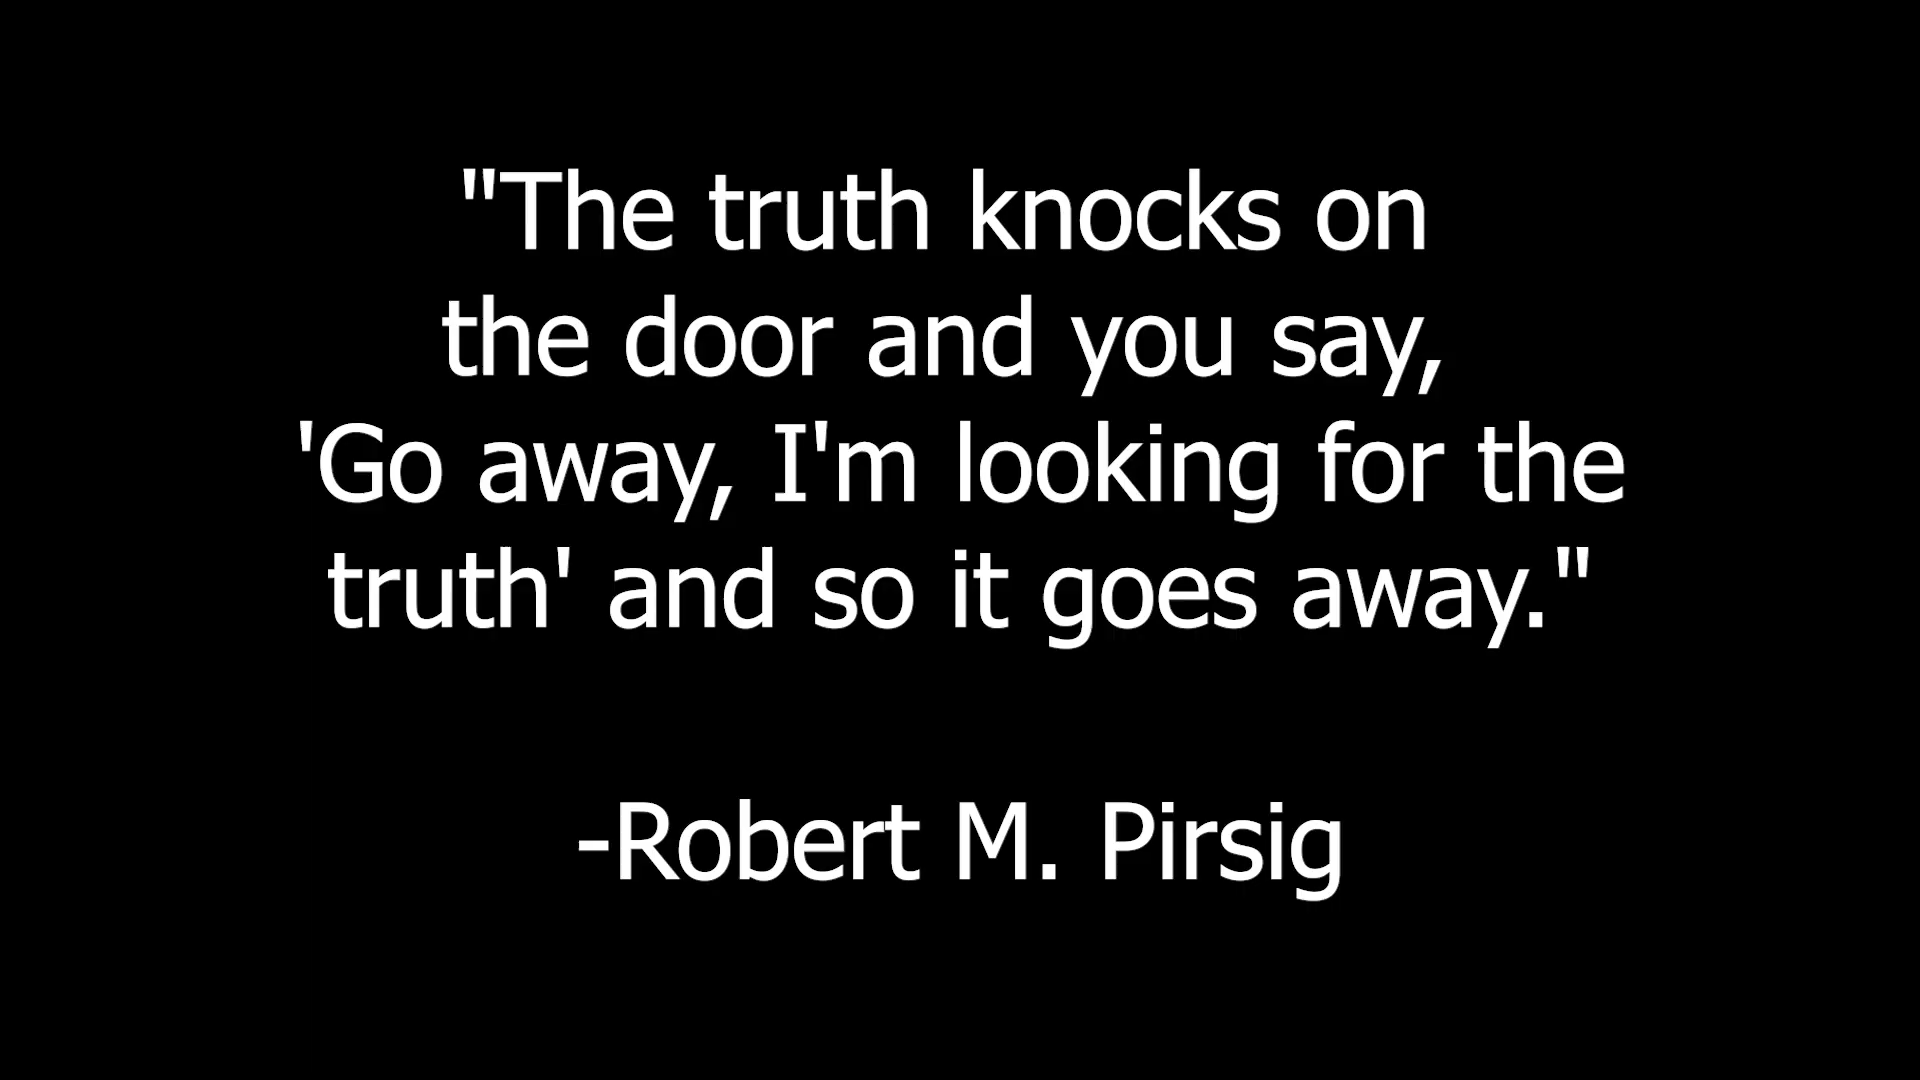 "The truth knocks on
the door and you say,
'Go away, I'm looking for the
truth' and so it goes away."
-Robert M. Pirsig